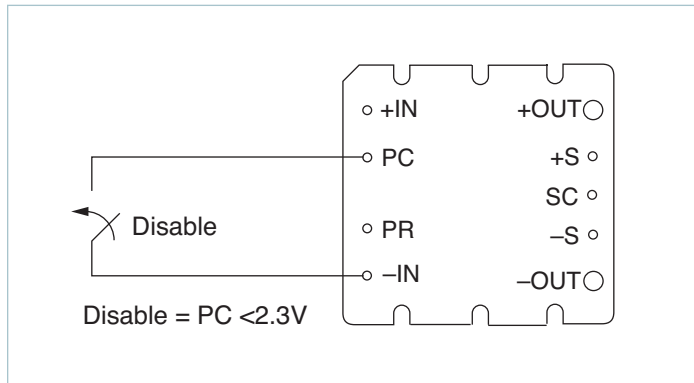 +IN
+OUT
PC
+S
SC
Disable
PR
–S
–IN
–OUT
Disable = PC <2.3V